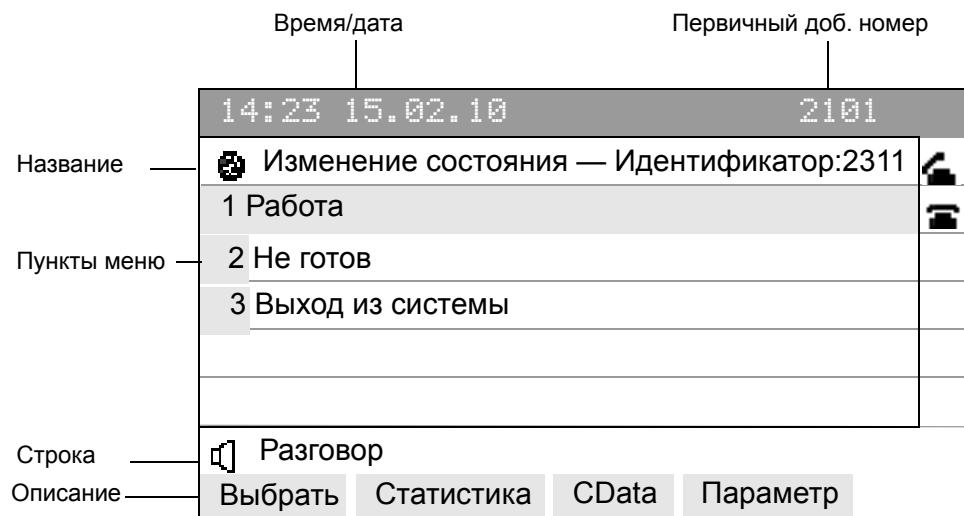 Время/дата Первичный доб. номер
14:23 15.02.10 2101
Название Изменение состояния — Идентификатор:2311
1 Работа
Пункты меню 2 Не готов
3 Выход из системы
Строка Разговор
Описание Выбрать Статистика CData Параметр